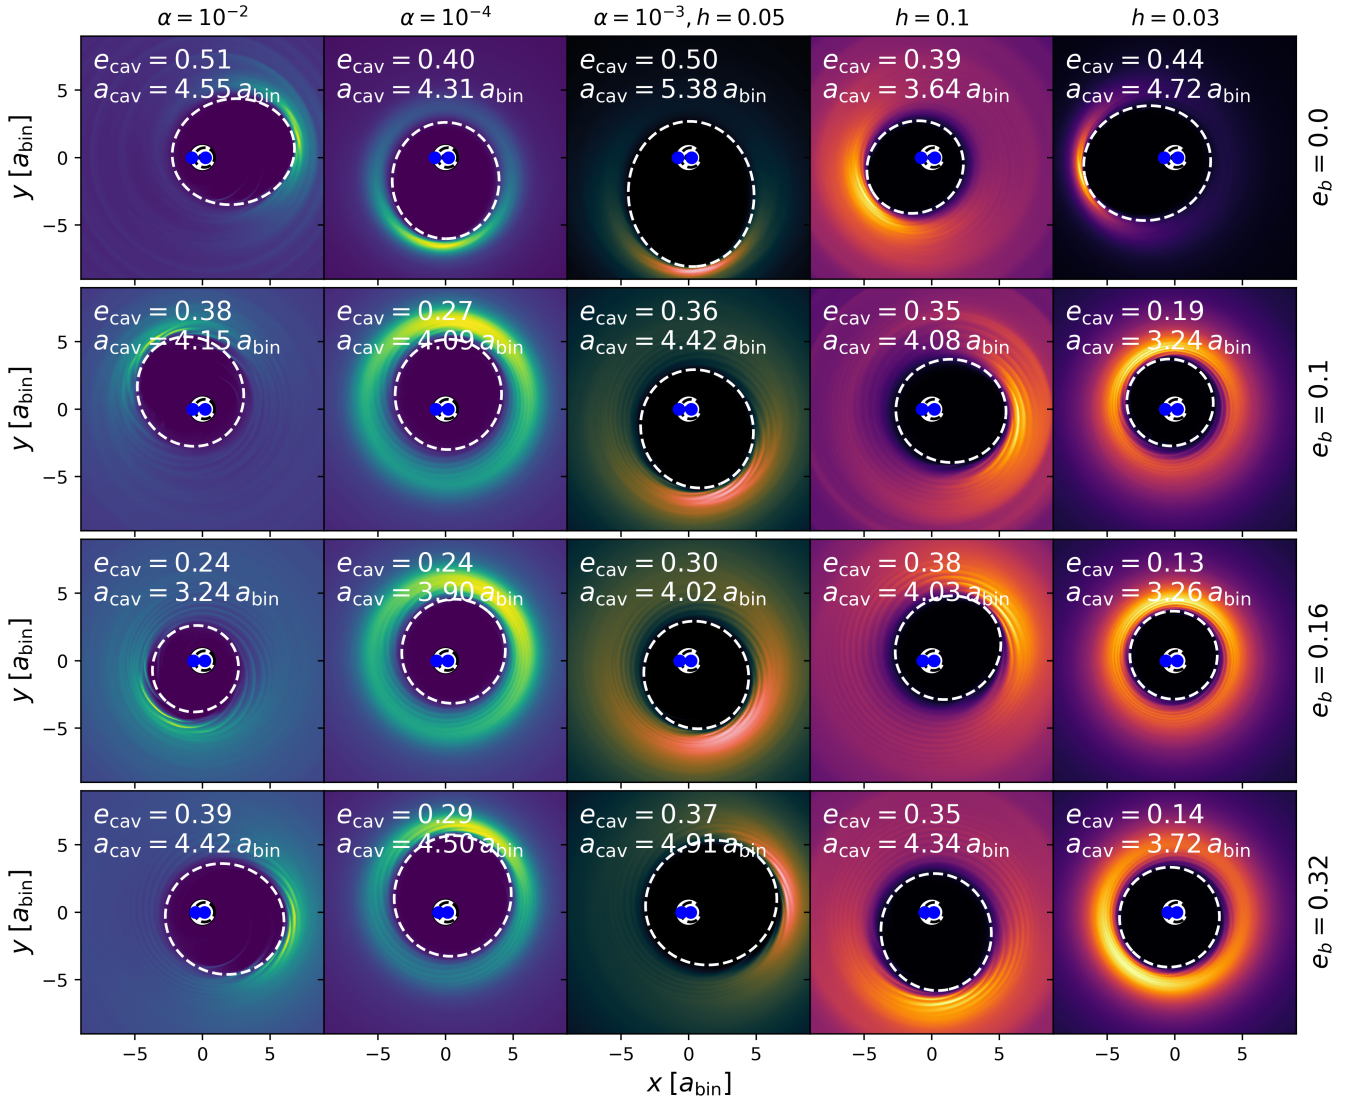 α = 10⁻²
α = 10⁻⁴
α = 10⁻³, h = 0.05
h = 0.1
h = 0.03
e_cav = 0.51
a_cav = 4.55 a_bin
e_cav = 0.40
a_cav = 4.31 a_bin
e_cav = 0.50
a_cav = 5.38 a_bin
e_cav = 0.39
a_cav = 3.64 a_bin
e_cav = 0.44
a_cav = 4.72 a_bin
e_b = 0.0
y [a_bin]
5
0
−5
e_cav = 0.38
a_cav = 4.15 a_bin
e_cav = 0.27
a_cav = 4.09 a_bin
e_cav = 0.36
a_cav = 4.42 a_bin
e_cav = 0.35
a_cav = 4.08 a_bin
e_cav = 0.19
a_cav = 3.24 a_bin
e_b = 0.1
y [a_bin]
5
0
−5
e_cav = 0.24
a_cav = 3.24 a_bin
e_cav = 0.24
a_cav = 3.90 a_bin
e_cav = 0.30
a_cav = 4.02 a_bin
e_cav = 0.38
a_cav = 4.03 a_bin
e_cav = 0.13
a_cav = 3.26 a_bin
e_b = 0.16
y [a_bin]
5
0
−5
e_cav = 0.39
a_cav = 4.42 a_bin
e_cav = 0.29
a_cav = 4.50 a_bin
e_cav = 0.37
a_cav = 4.91 a_bin
e_cav = 0.35
a_cav = 4.34 a_bin
e_cav = 0.14
a_cav = 3.72 a_bin
e_b = 0.32
y [a_bin]
5
0
−5
−5 0 5 −5 0 5 −5 0 5 −5 0 5 −5 0 5
x [a_bin]